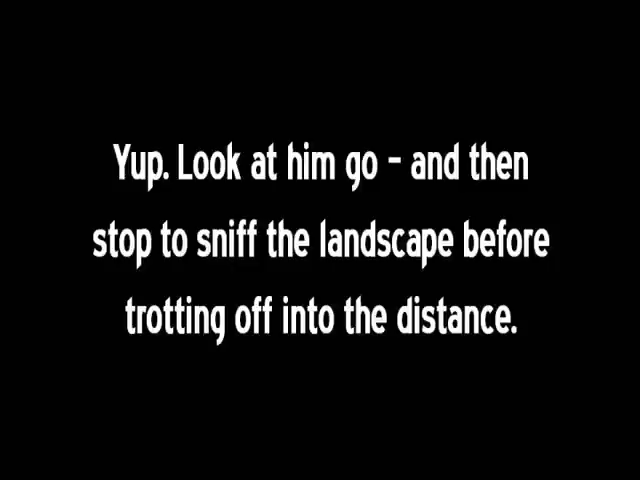 Yup. Look at him go - and then
stop to sniff the landscape before
trotting off into the distance.